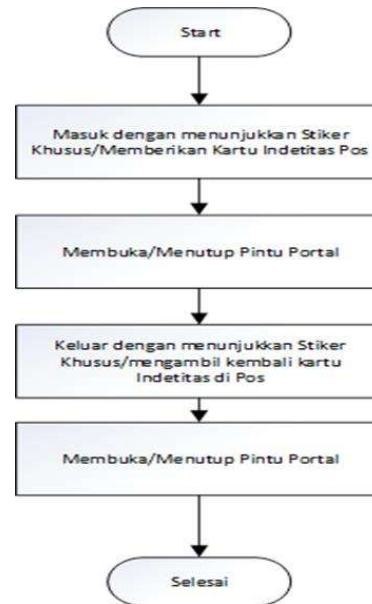 Start
Masuk dengan menunjukkan Stiker
Khusus/Memberikan Kartu Indetitas Pos
Membuka/Menutup Pintu Portal
Keluar dengan menunjukkan Stiker
Khusus/mengambil kembali kartu
Indetitas di Pos
Membuka/Menutup Pintu Portal
Selesai